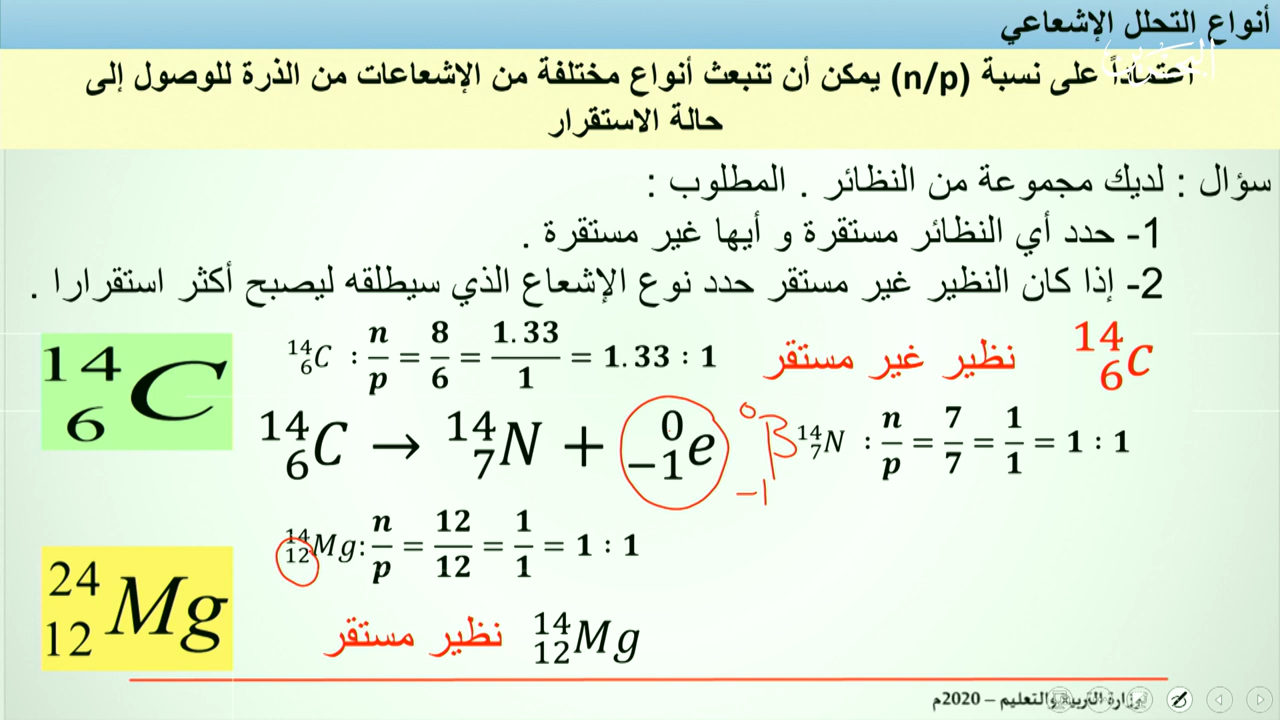 أنواع التحلل الإشعاعي
اعتماداً على نسبة (n/p) يمكن أن تنبعث أنواع مختلفة من الإشعاعات من الذرة للوصول إلى
حالة الاستقرار
سؤال : لديك مجموعة من النظائر . المطلوب :
1- حدد أي النظائر مستقرة و أيها غير مستقرة .
2- إذا كان النظير غير مستقر حدد نوع الإشعاع الذي سيطلقه ليصبح أكثر استقرارا .
¹⁴₆C
¹⁴₆C : n/p = 8/6 = 1.33/1 = 1.33 : 1
نظير غير مستقر ¹⁴₆C
¹⁴₆C → ¹⁴₇N + ⁰₋₁e ⁰₋₁β
¹⁴₇N : n/p = 7/7 = 1/1 = 1 : 1
¹⁴₁₂Mg: n/p = 12/12 = 1/1 = 1 : 1
²⁴₁₂Mg
نظير مستقر ¹⁴₁₂Mg
وزارة التربية والتعليم – 2020م